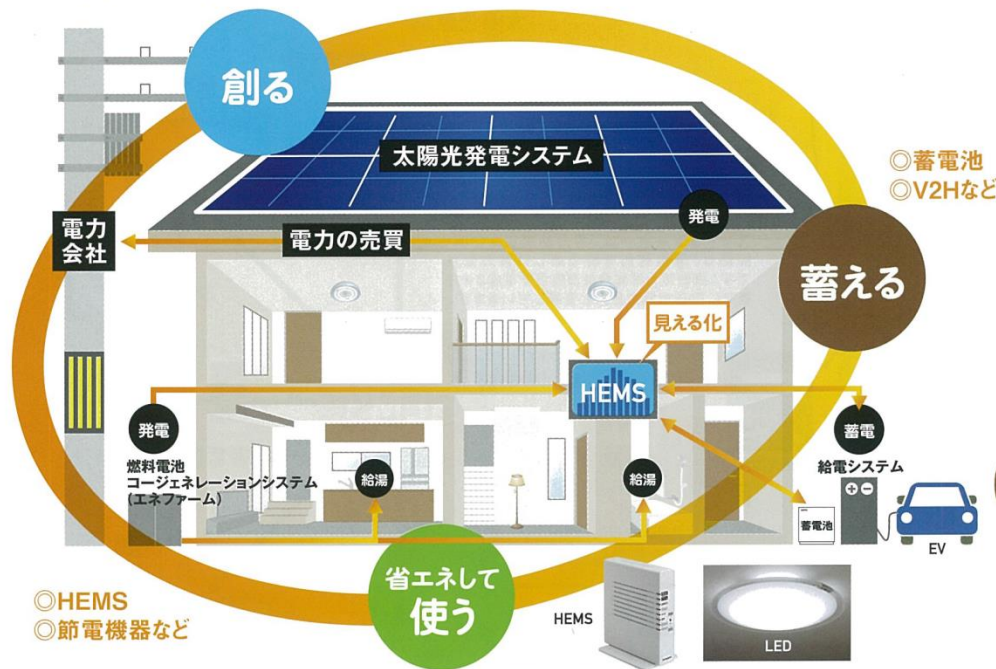 創る
太陽光発電システム
◎蓄電池
◎V2Hなど
発電
電力
会社
電力の売買
蓄える
見える化
HEMS
発電
燃料電池
コージェネレーションシステム
(エネファーム)
給湯
給湯
蓄電
給電システム
蓄電池
EV
省エネして
使う
◎HEMS
◎節電機器など
HEMS
LED